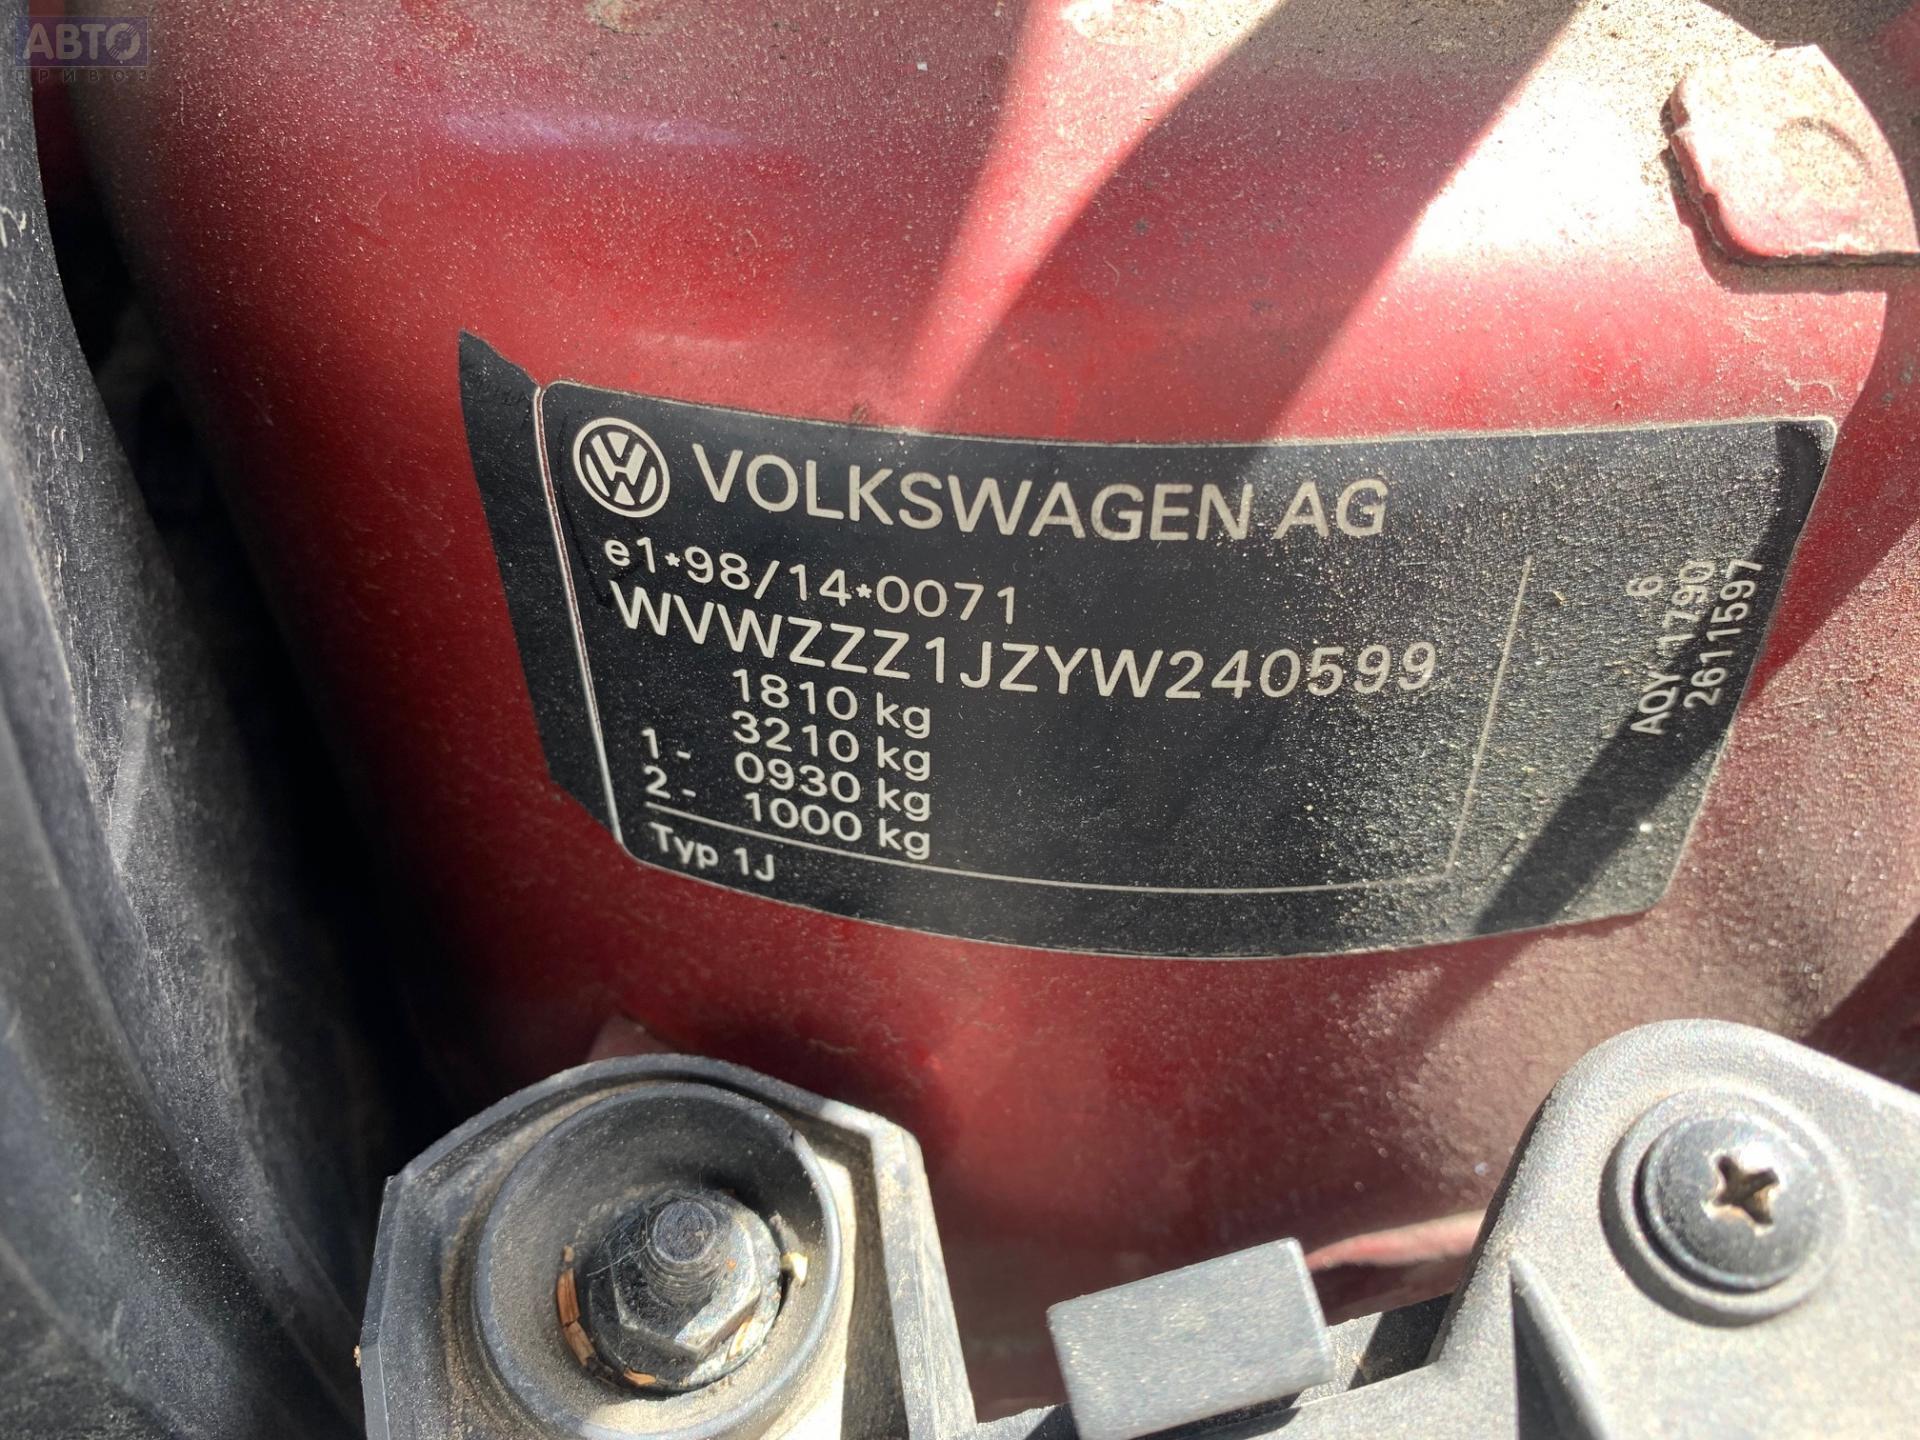 АВТО
ПРИВОЗ
VOLKSWAGEN AG
e1*98/14*0071
WVWZZZ1JZYW240599
1810 kg
3210 kg
1. - 0930 kg
2. - 1000 kg
Typ 1J
6
AQY 1790
2611597